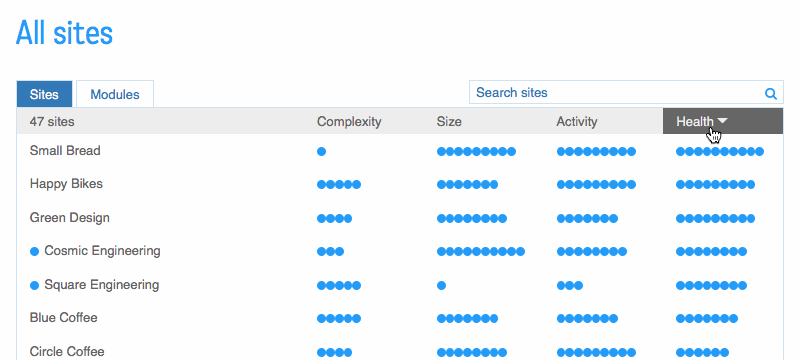 All sites
Sites Modules Search sites
47 sites Complexity Size Activity Health
Small Bread
Happy Bikes
Green Design
Cosmic Engineering
Square Engineering
Blue Coffee
Circle Coffee